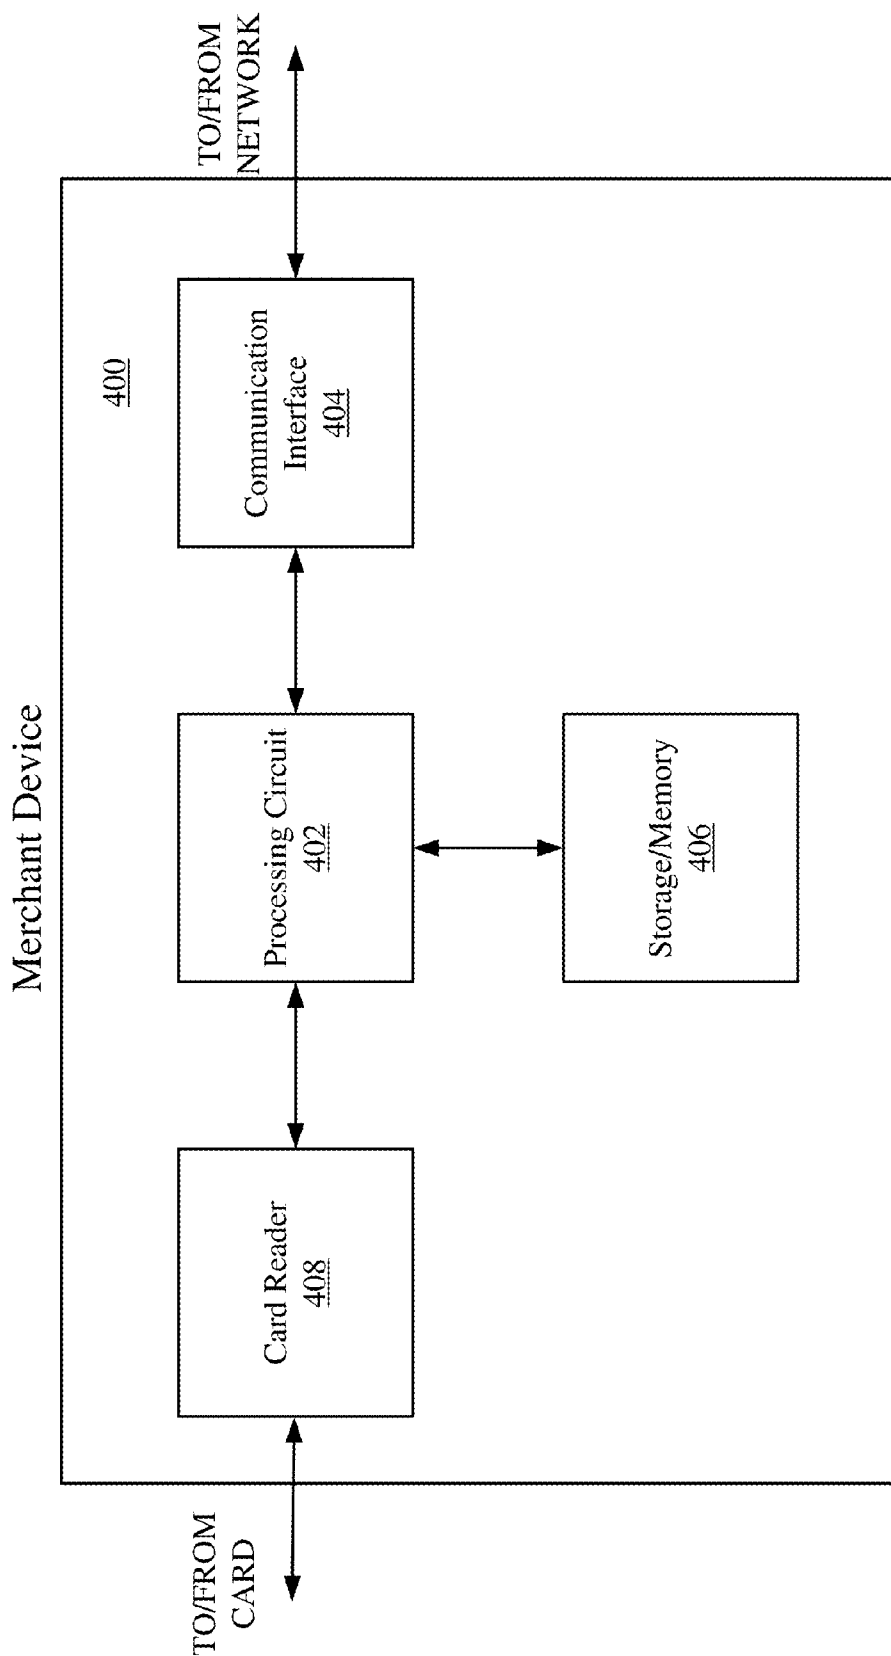 Merchant Device
400
TO/FROM
CARD
Card Reader
408
Processing Circuit
402
Communication
Interface
404
TO/FROM
NETWORK
Storage/Memory
406